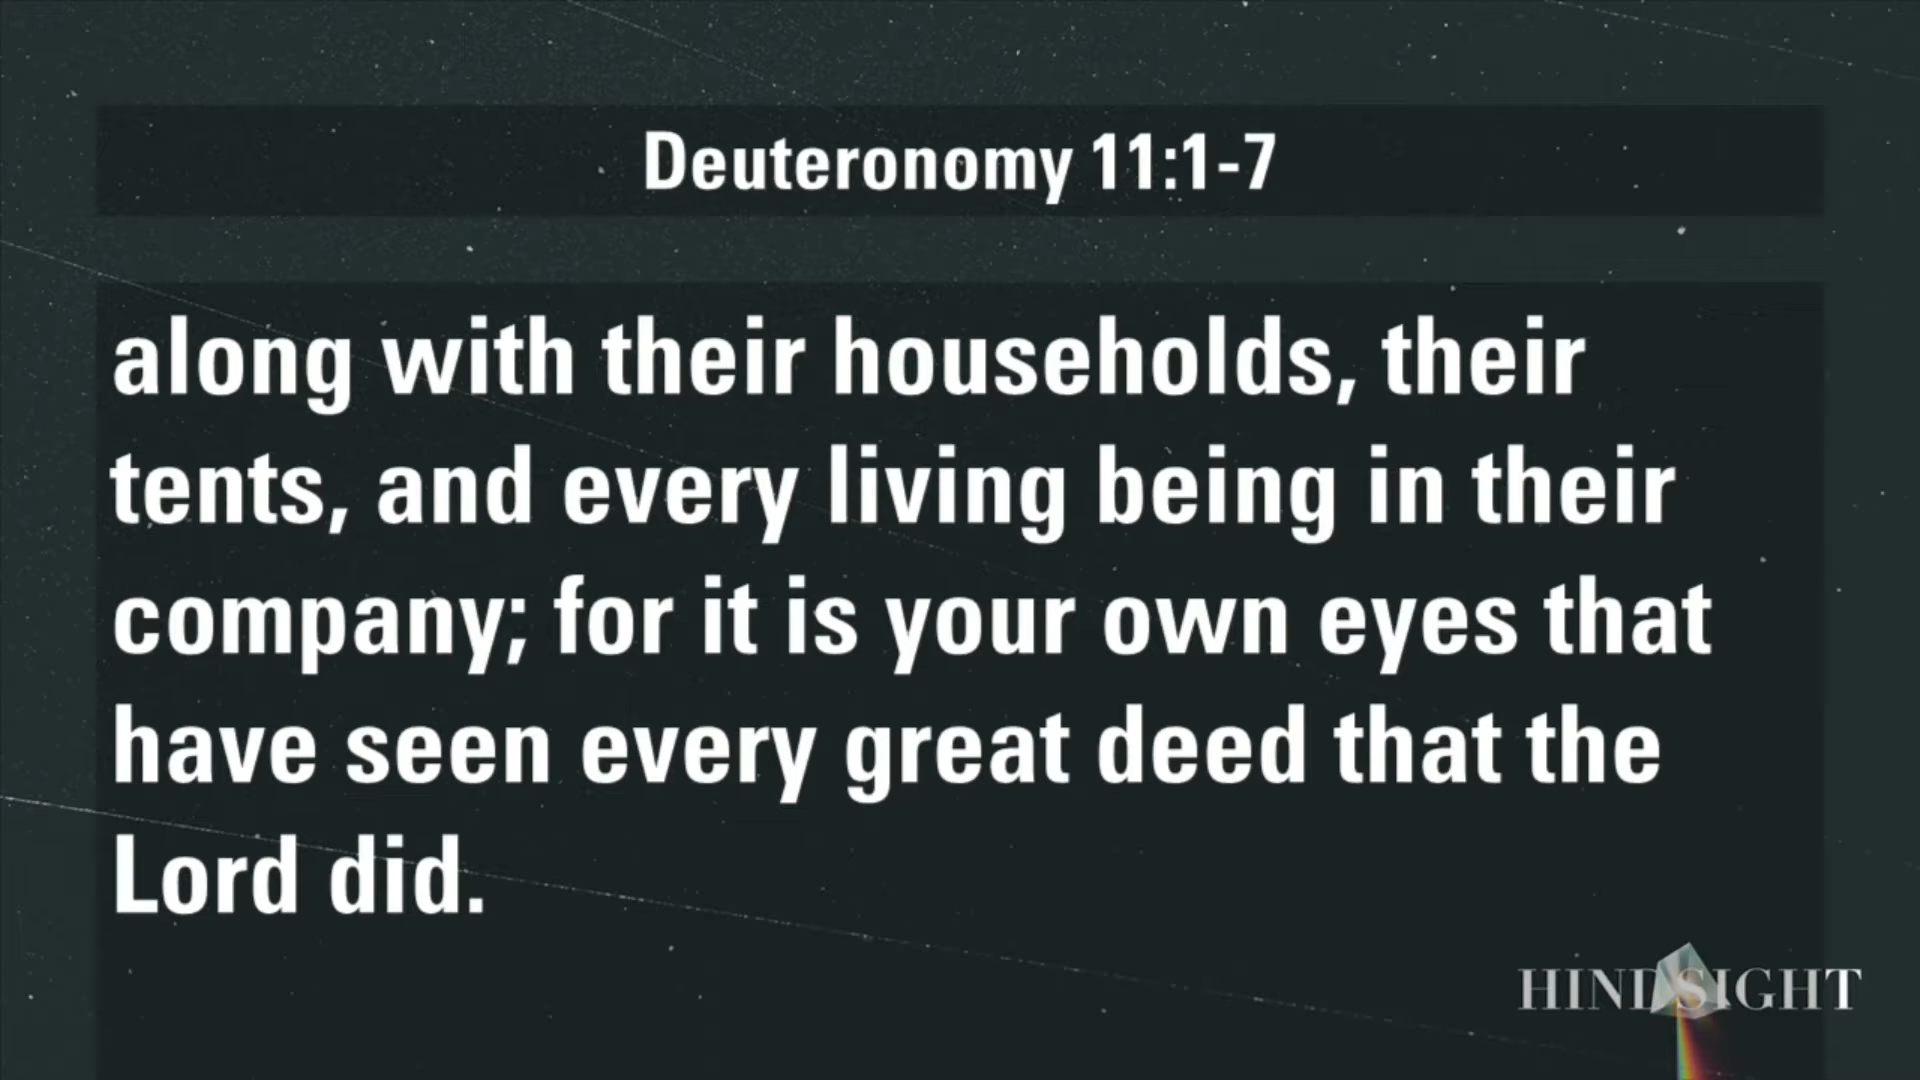 Deuteronomy 11:1-7
along with their households, their
tents, and every living being in their
company; for it is your own eyes that
have seen every great deed that the
Lord did.
HINDSIGHT